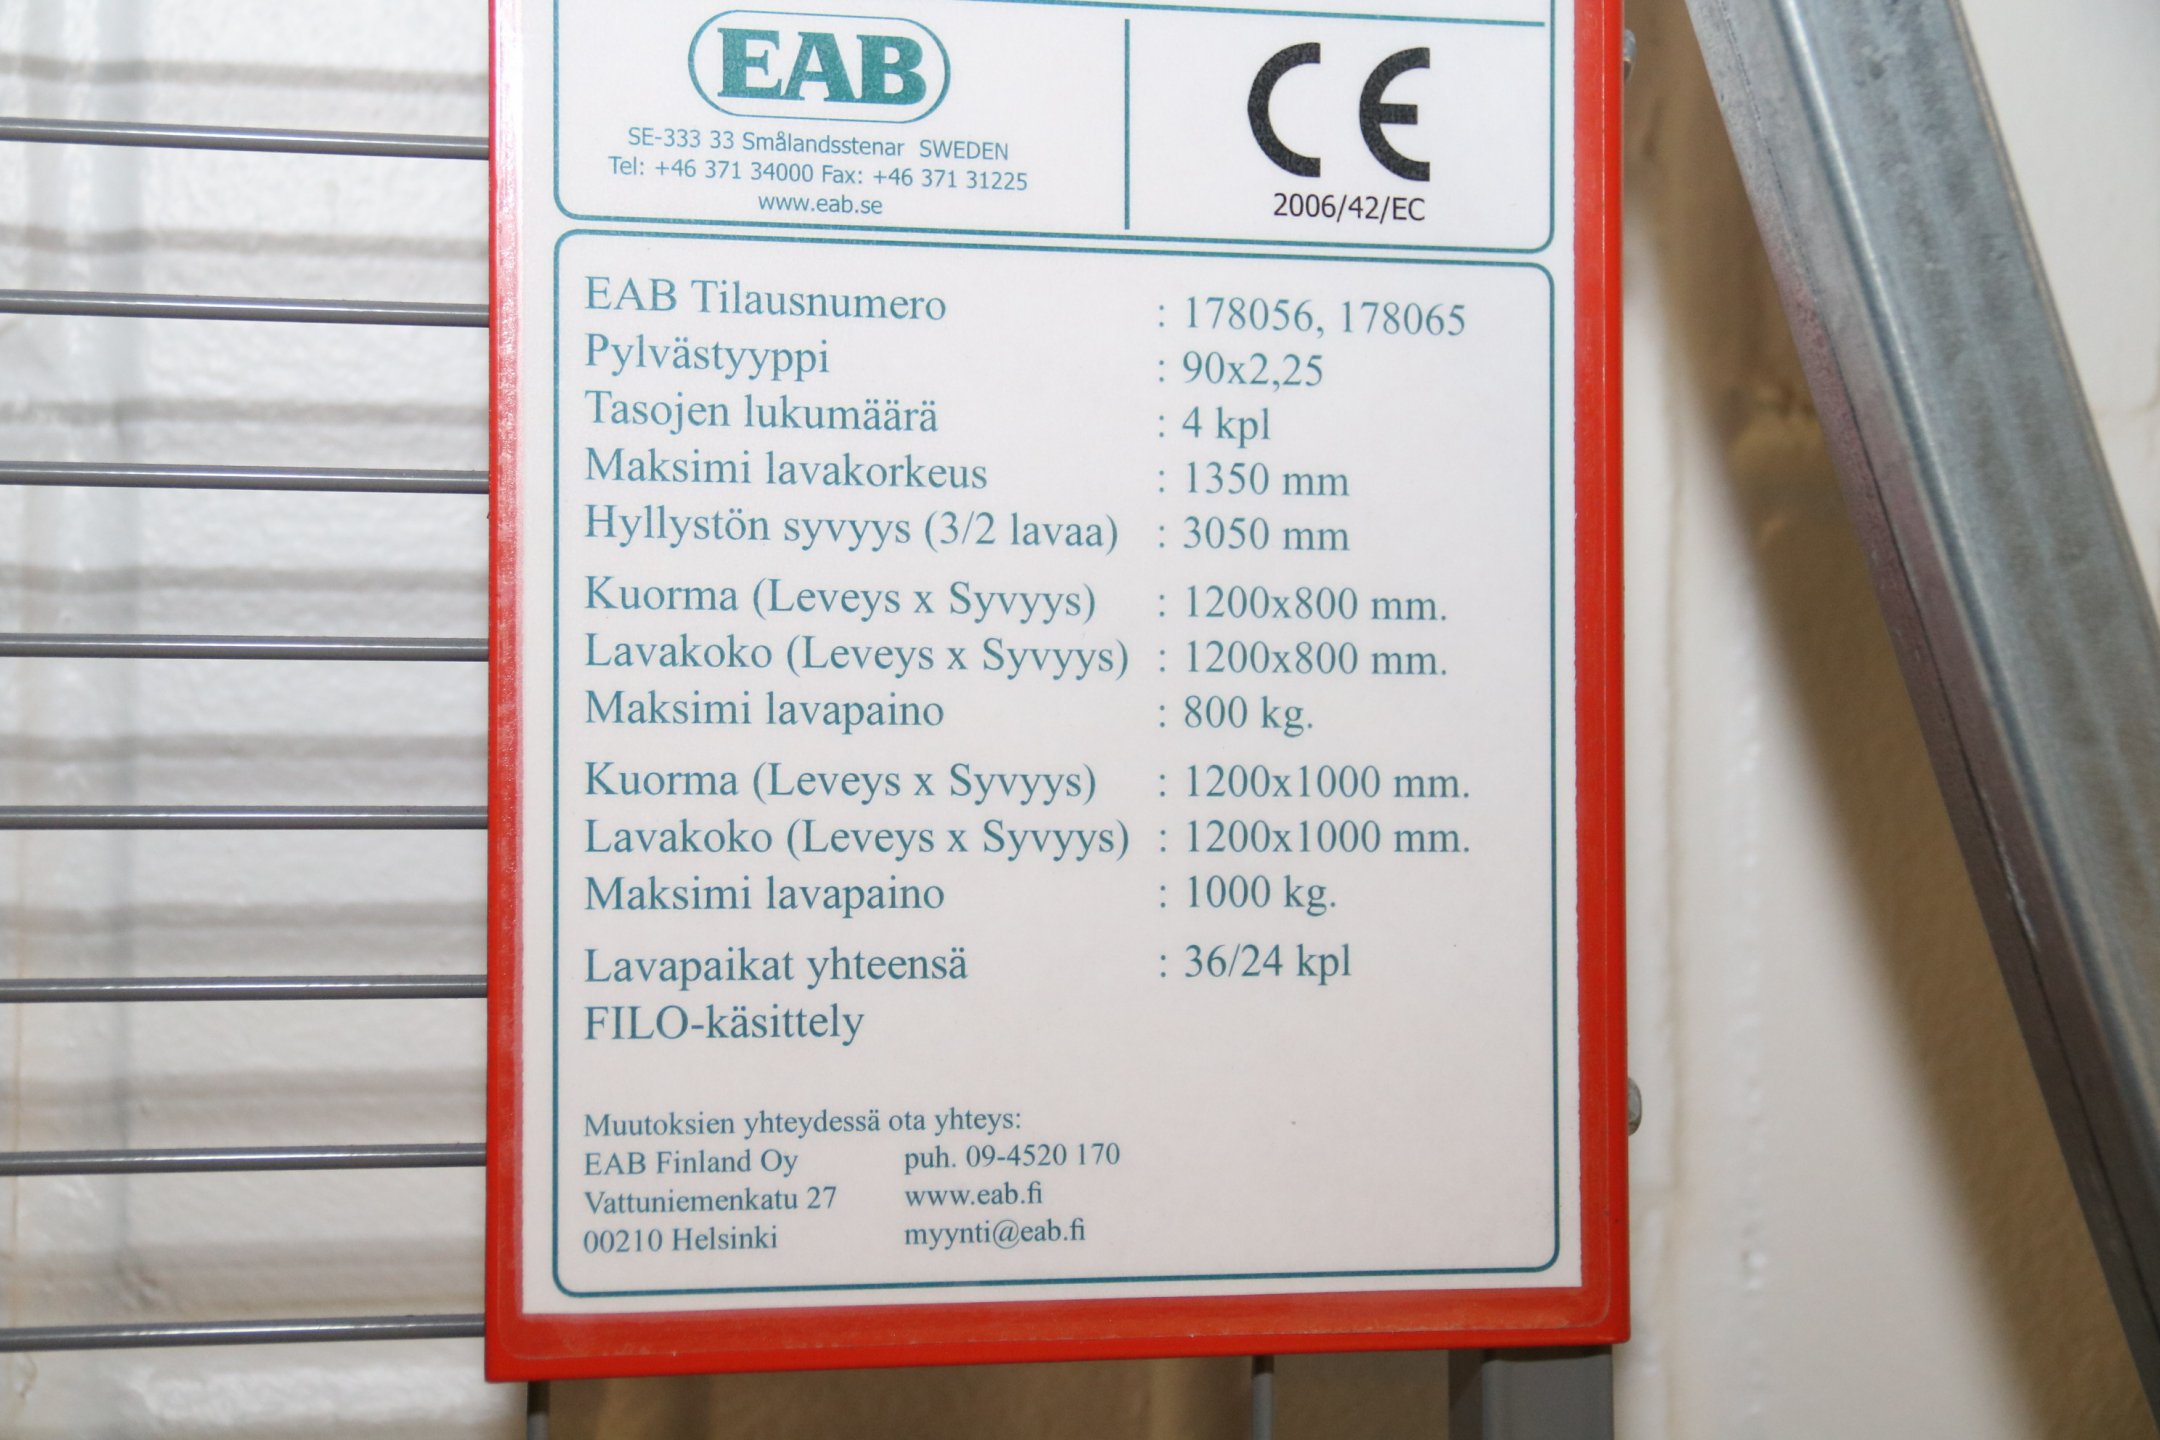 EAB
SE-333 33 Smålandsstenar SWEDEN
Tel: +46 371 34000 Fax: +46 371 31225
www.eab.se
CE
2006/42/EC
EAB Tilausnumero : 178056, 178065
Pylvästyyppi : 90x2,25
Tasojen lukumäärä : 4 kpl
Maksimi lavakorkeus : 1350 mm
Hyllystön syvyys (3/2 lavaa) : 3050 mm
Kuorma (Leveys x Syvyys) : 1200x800 mm.
Lavakoko (Leveys x Syvyys) : 1200x800 mm.
Maksimi lavapaino : 800 kg.
Kuorma (Leveys x Syvyys) : 1200x1000 mm.
Lavakoko (Leveys x Syvyys) : 1200x1000 mm.
Maksimi lavapaino : 1000 kg.
Lavapaikat yhteensä : 36/24 kpl
FILO-käsittely
Muutoksien yhteydessä ota yhteys:
EAB Finland Oy puh. 09-4520 170
Vattuniemenkatu 27 www.eab.fi
00210 Helsinki myynti@eab.fi